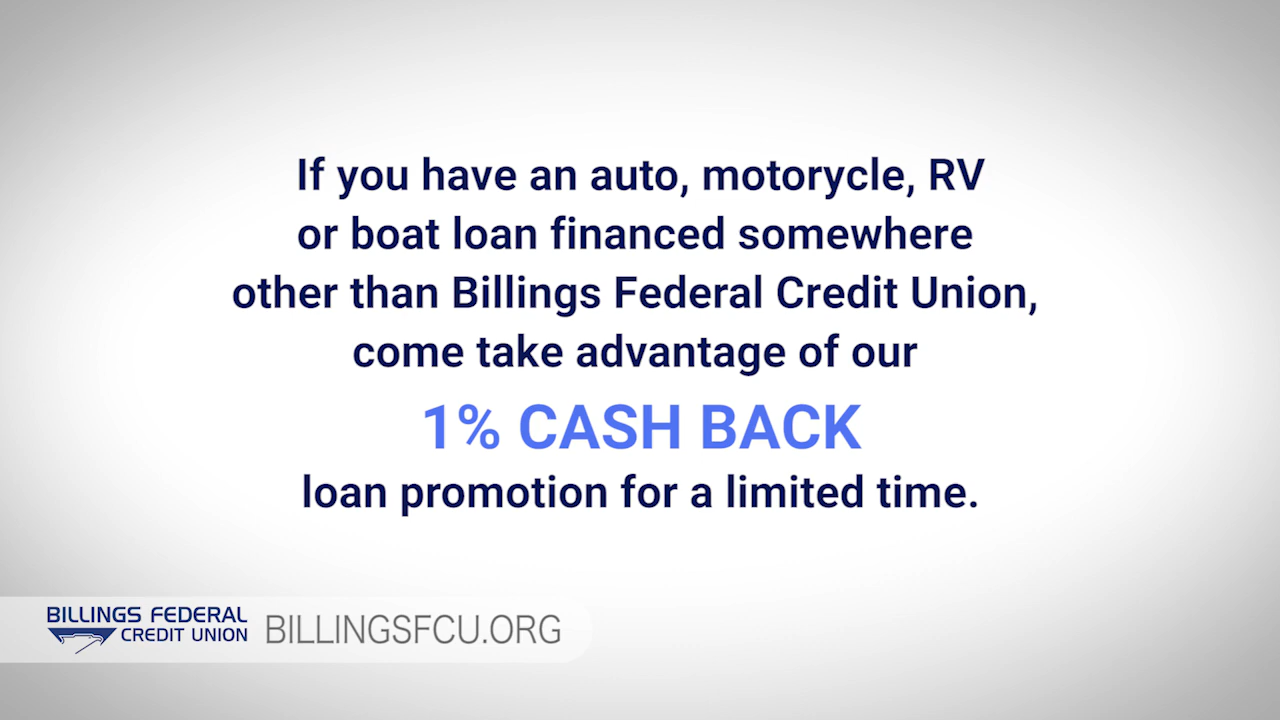 If you have an auto, motorycle, RV
or boat loan financed somewhere
other than Billings Federal Credit Union,
come take advantage of our
1% CASH BACK
loan promotion for a limited time.
BILLINGS FEDERAL
CREDIT UNION
BILLINGSFCU.ORG